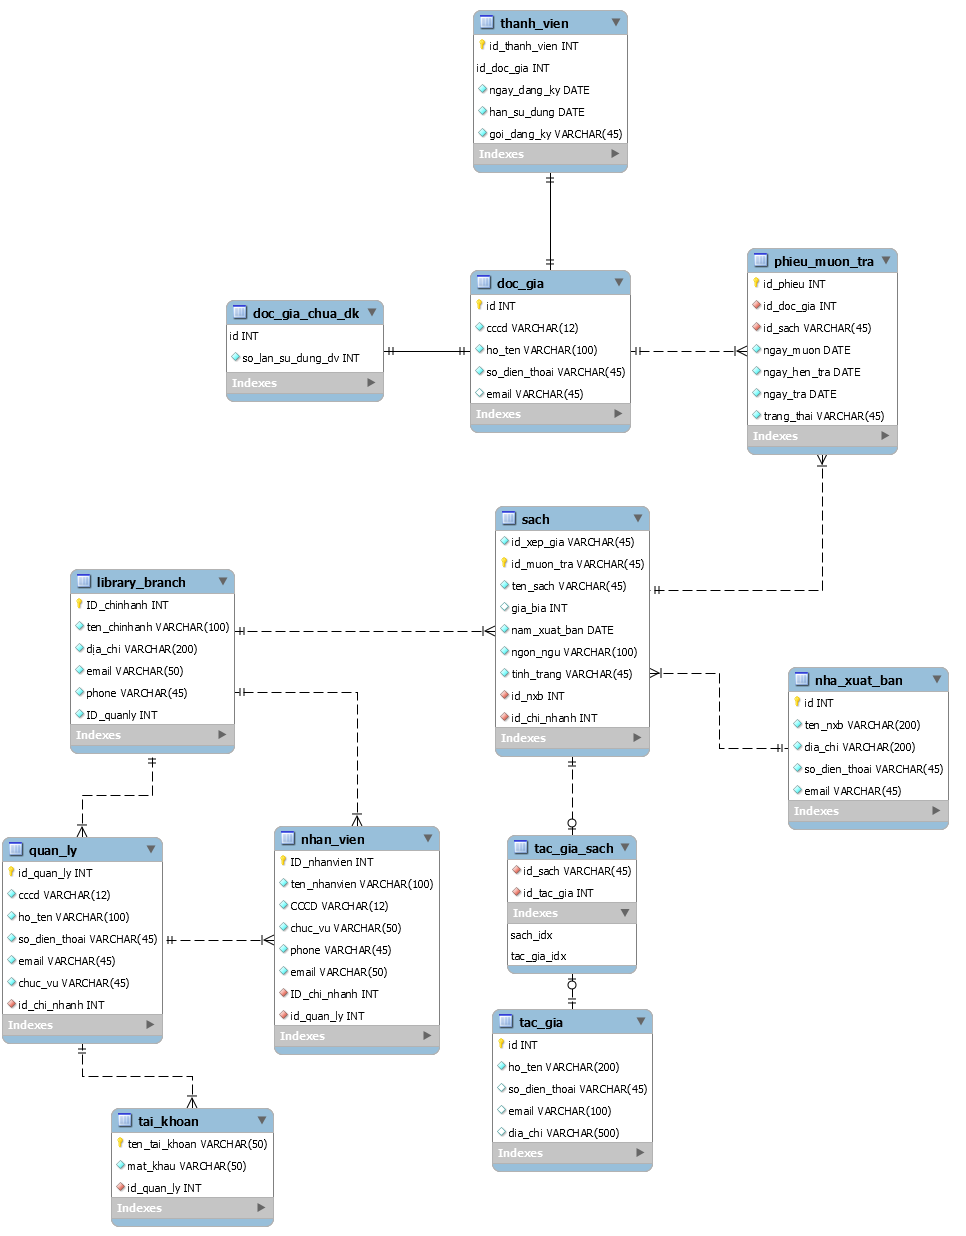 thanh_vien
id_thanh_vien INT
id_doc_gia INT
ngay_dang_ky DATE
han_su_dung DATE
goi_dang_ky VARCHAR(45)
Indexes
doc_gia
id INT
cccd VARCHAR(12)
ho_ten VARCHAR(100)
so_dien_thoai VARCHAR(45)
email VARCHAR(45)
Indexes
phieu_muon_tra
id_phieu INT
id_doc_gia INT
id_sach VARCHAR(45)
ngay_muon DATE
ngay_hen_tra DATE
ngay_tra DATE
trang_thai VARCHAR(45)
Indexes
doc_gia_chua_dk
id INT
so_lan_su_dung_dv INT
Indexes
sach
id_xep_gia VARCHAR(45)
id_muon_tra VARCHAR(45)
ten_sach VARCHAR(45)
gia_bia INT
nam_xuat_ban DATE
ngon_ngu VARCHAR(100)
tinh_trang VARCHAR(45)
id_nxb INT
id_chi_nhanh INT
Indexes
library_branch
ID_chinhanh INT
ten_chinhanh VARCHAR(100)
dia_chi VARCHAR(200)
email VARCHAR(50)
phone VARCHAR(45)
ID_quanly INT
Indexes
nha_xuat_ban
id INT
ten_nxb VARCHAR(200)
dia_chi VARCHAR(200)
so_dien_thoai VARCHAR(45)
email VARCHAR(45)
Indexes
quan_ly
id_quan_ly INT
cccd VARCHAR(12)
ho_ten VARCHAR(100)
so_dien_thoai VARCHAR(45)
email VARCHAR(45)
chuc_vu VARCHAR(45)
id_chi_nhanh INT
Indexes
nhan_vien
ID_nhanvien INT
ten_nhanvien VARCHAR(100)
CCCD VARCHAR(12)
chuc_vu VARCHAR(50)
phone VARCHAR(45)
email VARCHAR(50)
ID_chi_nhanh INT
id_quan_ly INT
Indexes
tac_gia_sach
id_sach VARCHAR(45)
id_tac_gia INT
Indexes
sach_idx
tac_gia_idx
tac_gia
id INT
ho_ten VARCHAR(200)
so_dien_thoai VARCHAR(45)
email VARCHAR(100)
dia_chi VARCHAR(500)
Indexes
tai_khoan
ten_tai_khoan VARCHAR(50)
mat_khau VARCHAR(50)
id_quan_ly INT
Indexes